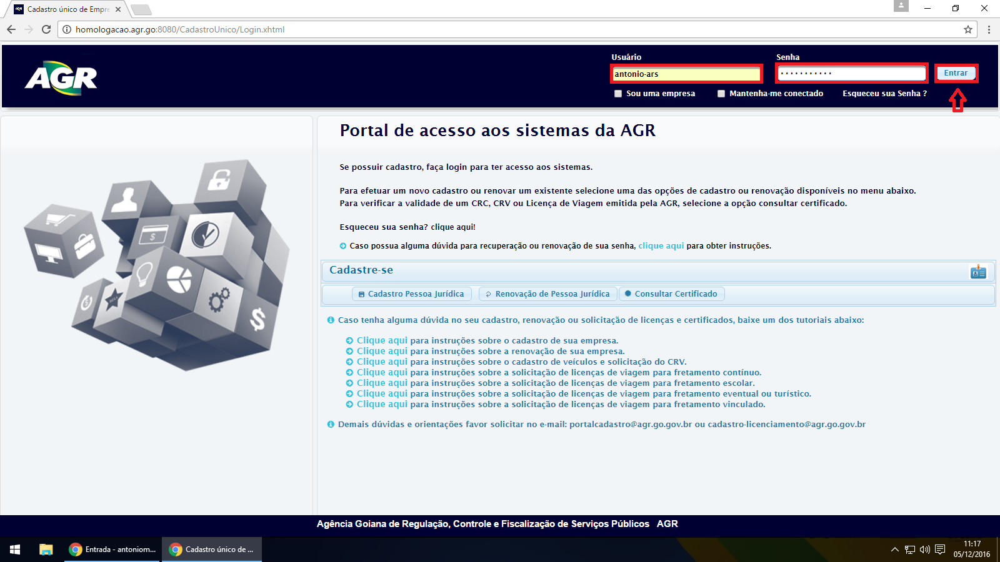 Cadastro único de Empre
homologacao.agr.go:8080/CadastroUnico/Login.xhtml
AGR
Usuário
Senha
antonio-ars
Entrar
Sou uma empresa
Mantenha-me conectado
Esqueceu sua Senha ?
Portal de acesso aos sistemas da AGR
Se possuir cadastro, faça login para ter acesso aos sistemas.
Para efetuar um novo cadastro ou renovar um existente selecione uma das opções de cadastro ou renovação disponíveis no menu abaixo.
Para verificar a validade de um CRC, CRV ou Licença de Viagem emitida pela AGR, selecione a opção consultar certificado.
Esqueceu sua senha? clique aqui!
Caso possua alguma dúvida para recuperação ou renovação de sua senha, clique aqui para obter instruções.
Cadastre-se
Cadastro Pessoa Jurídica
Renovação de Pessoa Jurídica
Consultar Certificado
Caso tenha alguma dúvida no seu cadastro, renovação ou solicitação de licenças e certificados, baixe um dos tutoriais abaixo:
Clique aqui para instruções sobre o cadastro de sua empresa.
Clique aqui para instruções sobre a renovação de sua empresa.
Clique aqui para instruções sobre o cadastro de veículos e solicitação do CRV.
Clique aqui para instruções sobre a solicitação de licenças de viagem para fretamento contínuo.
Clique aqui para instruções sobre a solicitação de licenças de viagem para fretamento escolar.
Clique aqui para instruções sobre a solicitação de licenças de viagem para fretamento eventual ou turístico.
Clique aqui para instruções sobre a solicitação de licenças de viagem para fretamento vinculado.
Demais dúvidas e orientações favor solicitar no e-mail: portalcadastro@agr.go.gov.br ou cadastro-licenciamento@agr.go.gov.br
Agência Goiana de Regulação, Controle e Fiscalização de Serviços Públicos AGR
Entrada - antoniom...
Cadastro único de ...
11:17
05/12/2016